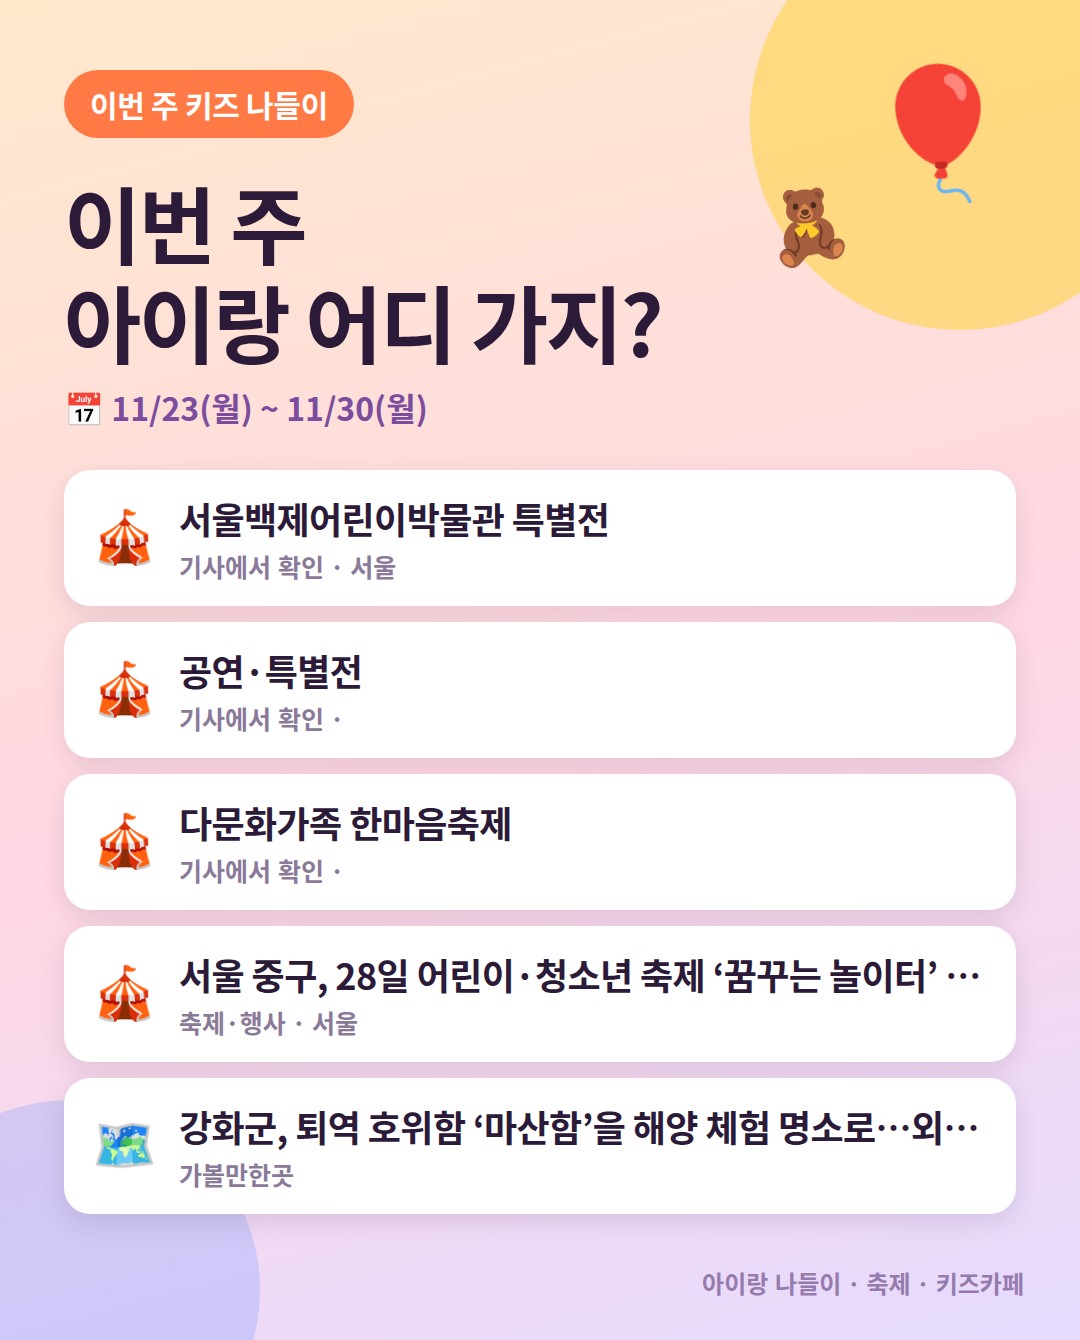 이번 주 키즈 나들이
이번 주
아이랑 어디 가지?
📅 11/23(월) ~ 11/30(월)
서울백제어린이박물관 특별전
기사에서 확인 · 서울
공연·특별전
기사에서 확인 ·
다문화가족 한마음축제
기사에서 확인 ·
서울 중구, 28일 어린이·청소년 축제 ‘꿈꾸는 놀이터’ …
축제·행사 · 서울
강화군, 퇴역 호위함 ‘마산함’을 해양 체험 명소로…외…
가볼만한곳
아이랑 나들이 · 축제 · 키즈카페